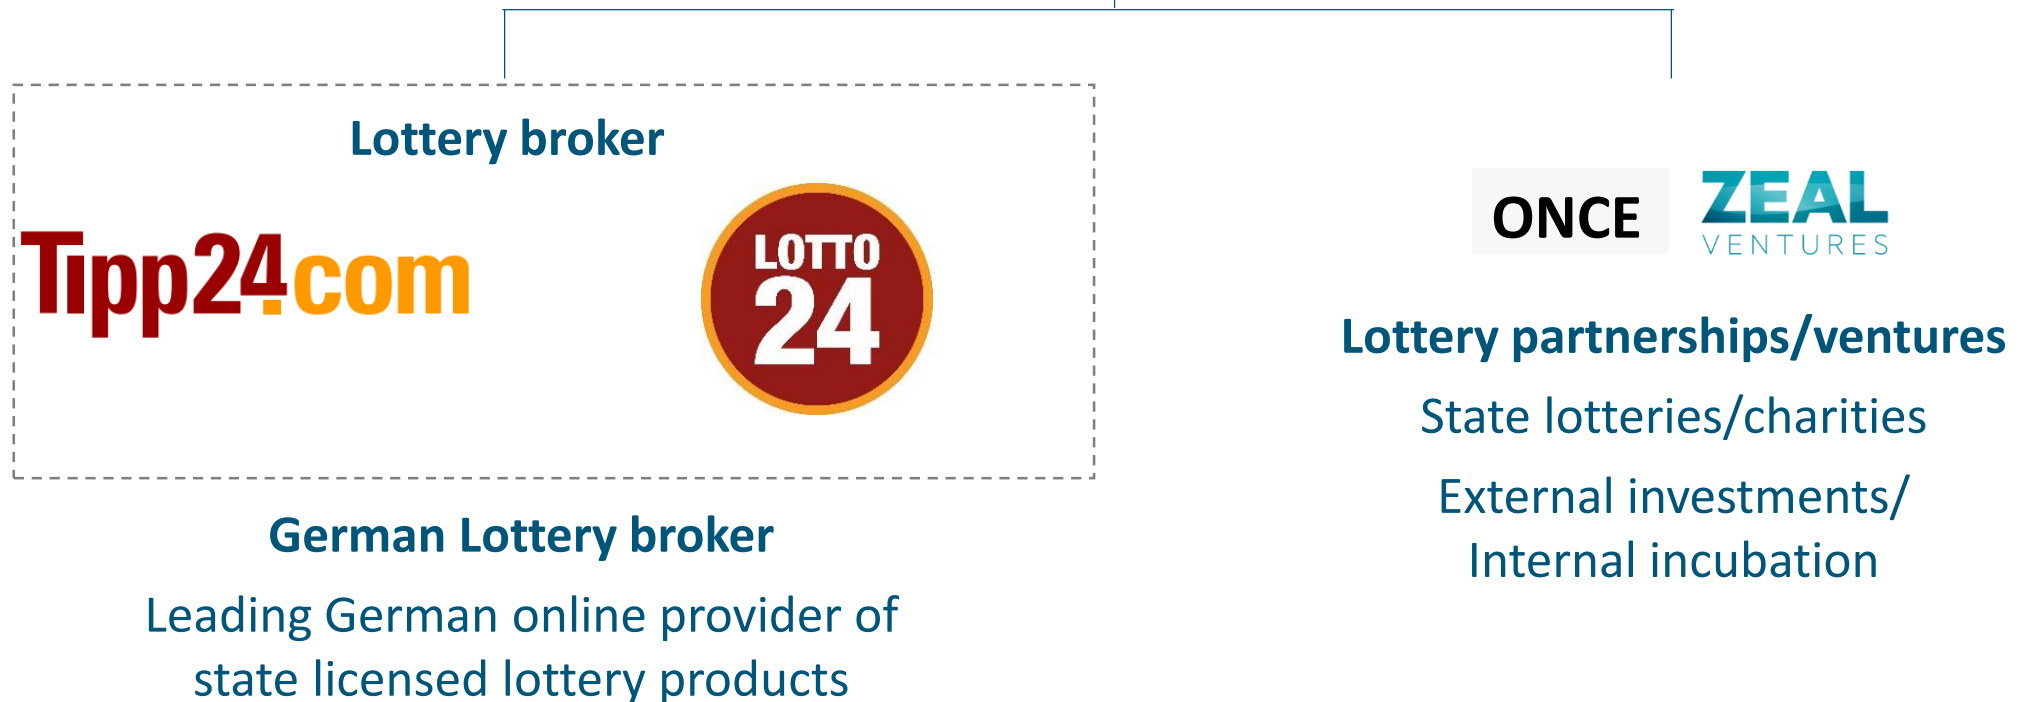 Lottery broker
Tipp24.com
LOTTO
24
German Lottery broker
Leading German online provider of
state licensed lottery products
ONCE
ZEAL
VENTURES
Lottery partnerships/ventures
State lotteries/charities
External investments/
Internal incubation